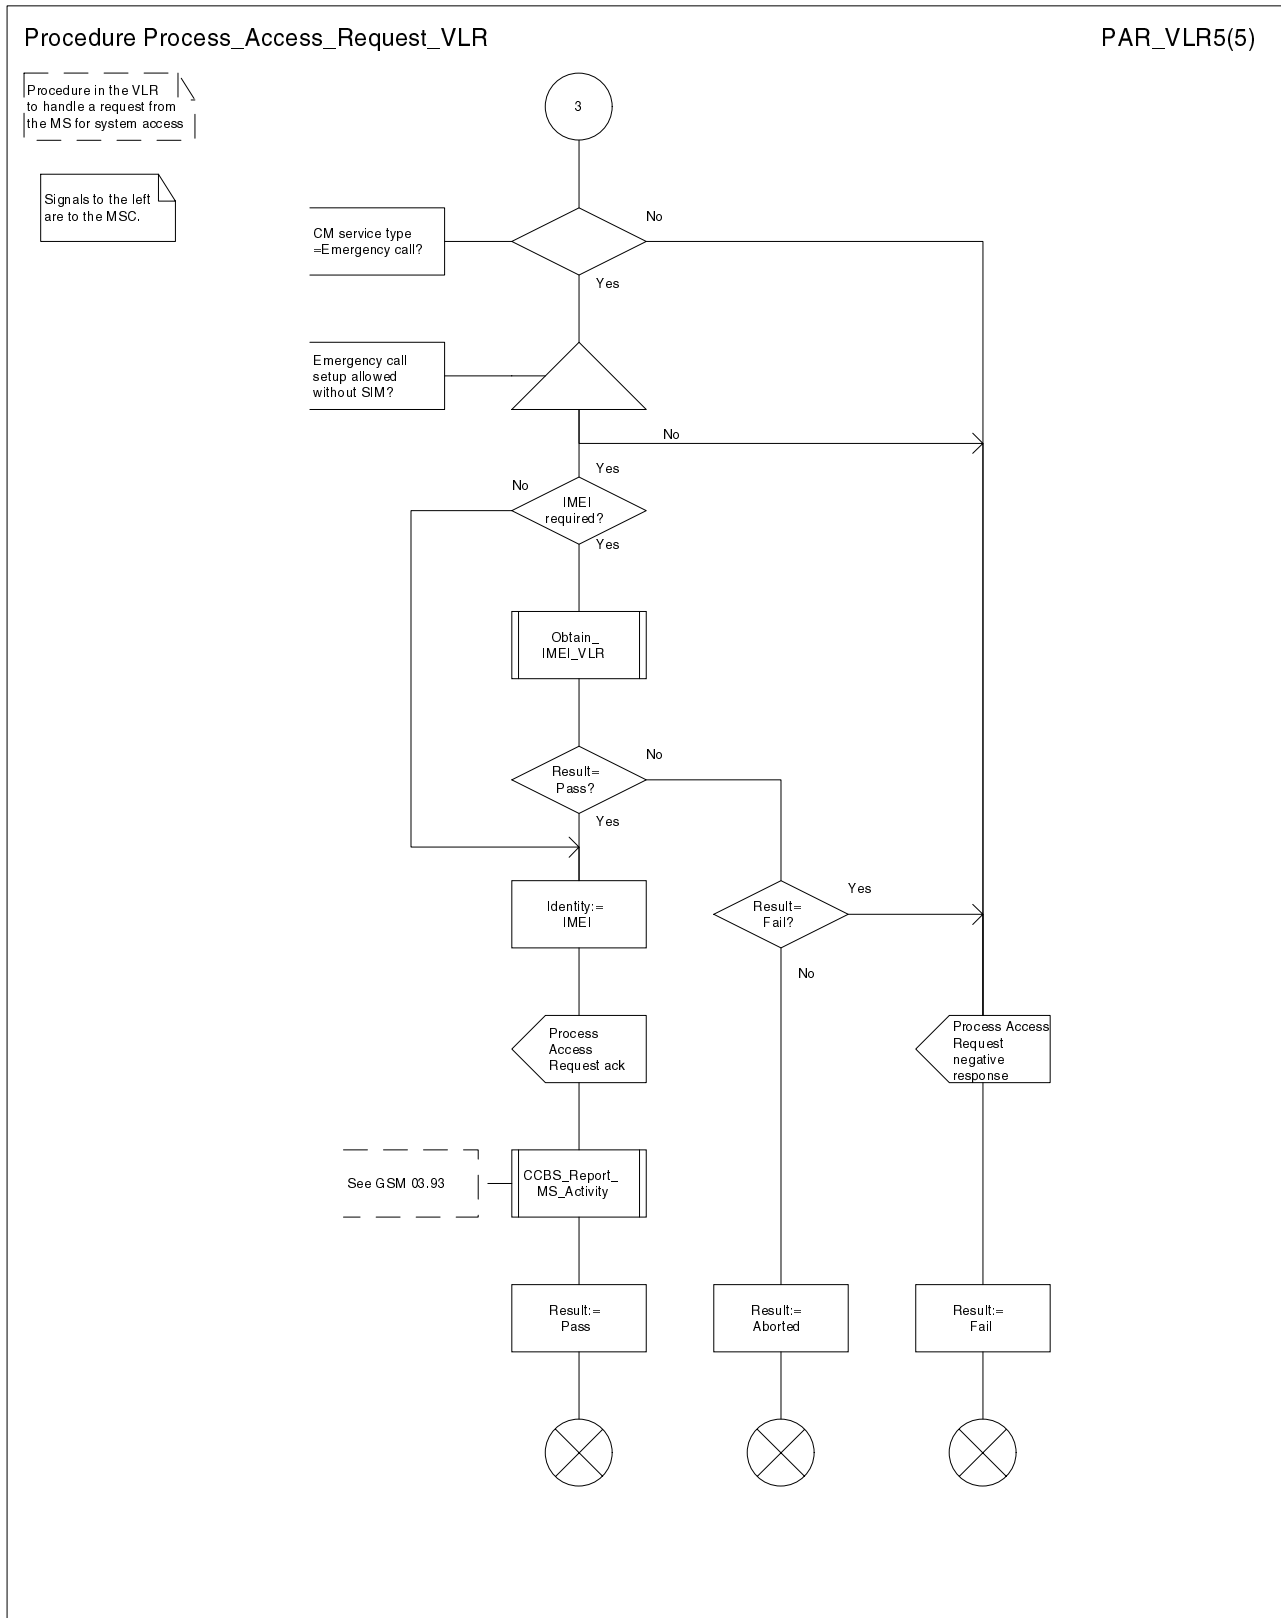 Procedure Process_Access_Request_VLR
PAR_VLR5(5)
Procedure in the VLR
to handle a request from
the MS for system access
3
Signals to the left
are to the MSC.
CM service type
=Emergency call?
No
Yes
Emergency call
setup allowed
without SIM?
No
Yes
No
IMEI
required?
Yes
Obtain_
IMEI_VLR
Result=
Pass?
No
Yes
Identity:=
IMEI
Result=
Fail?
Yes
No
Process
Access
Request ack
Process Access
Request
negative
response
See GSM 03.93
CCBS_Report_
MS_Activity
Result:=
Pass
Result:=
Aborted
Result:=
Fail